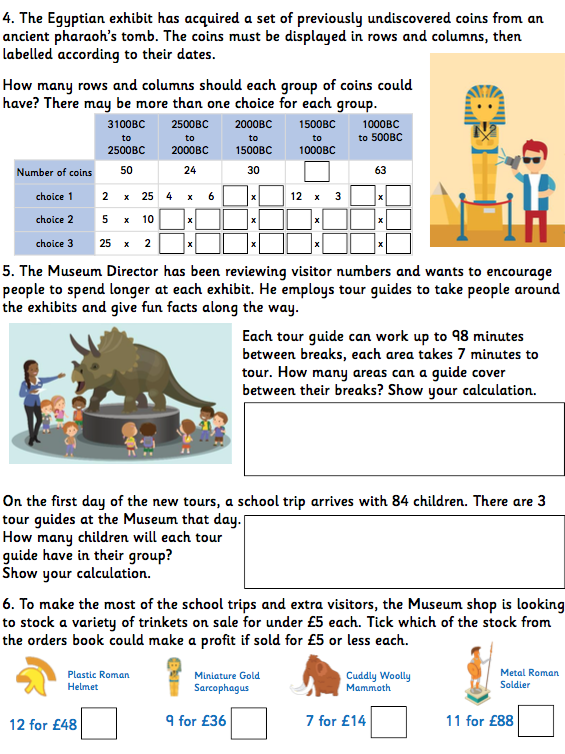 4. The Egyptian exhibit has acquired a set of previously undiscovered coins from an
ancient pharaoh's tomb. The coins must be displayed in rows and columns, then
labelled according to their dates.
How many rows and columns should each group of coins could
have? There may be more than one choice for each group.
3100BC to 2500BC 2500BC to 2000BC 2000BC to 1500BC 1500BC to 1000BC 1000BC to 500BC
Number of coins 50 24 30 63
choice 1 2 x 25 4 x 6 x 12 x 3 x
choice 2 5 x 10 x x x x
choice 3 25 x 2 x x x x
5. The Museum Director has been reviewing visitor numbers and wants to encourage
people to spend longer at each exhibit. He employs tour guides to take people around
the exhibits and give fun facts along the way.
Each tour guide can work up to 98 minutes
between breaks, each area takes 7 minutes to
tour. How many areas can a guide cover
between their breaks? Show your calculation.
On the first day of the new tours, a school trip arrives with 84 children. There are 3
tour guides at the Museum that day.
How many children will each tour
guide have in their group?
Show your calculation.
6. To make the most of the school trips and extra visitors, the Museum shop is looking
to stock a variety of trinkets on sale for under £5 each. Tick which of the stock from
the orders book could make a profit if sold for £5 or less each.
Plastic Roman
Helmet
12 for £48
Miniature Gold
Sarcophagus
9 for £36
Cuddly Woolly
Mammoth
7 for £14
Metal Roman
Soldier
11 for £88